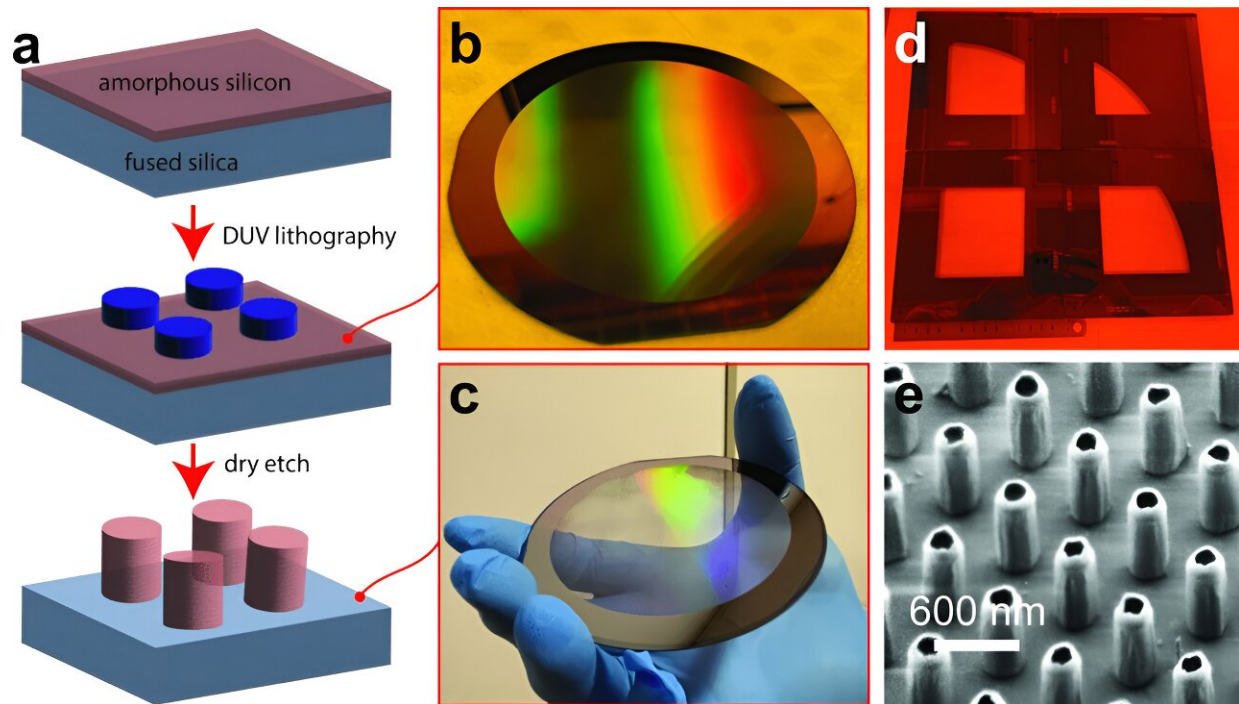 a
amorphous silicon
fused silica
DUV lithography
dry etch
b
c
d
e
600 nm